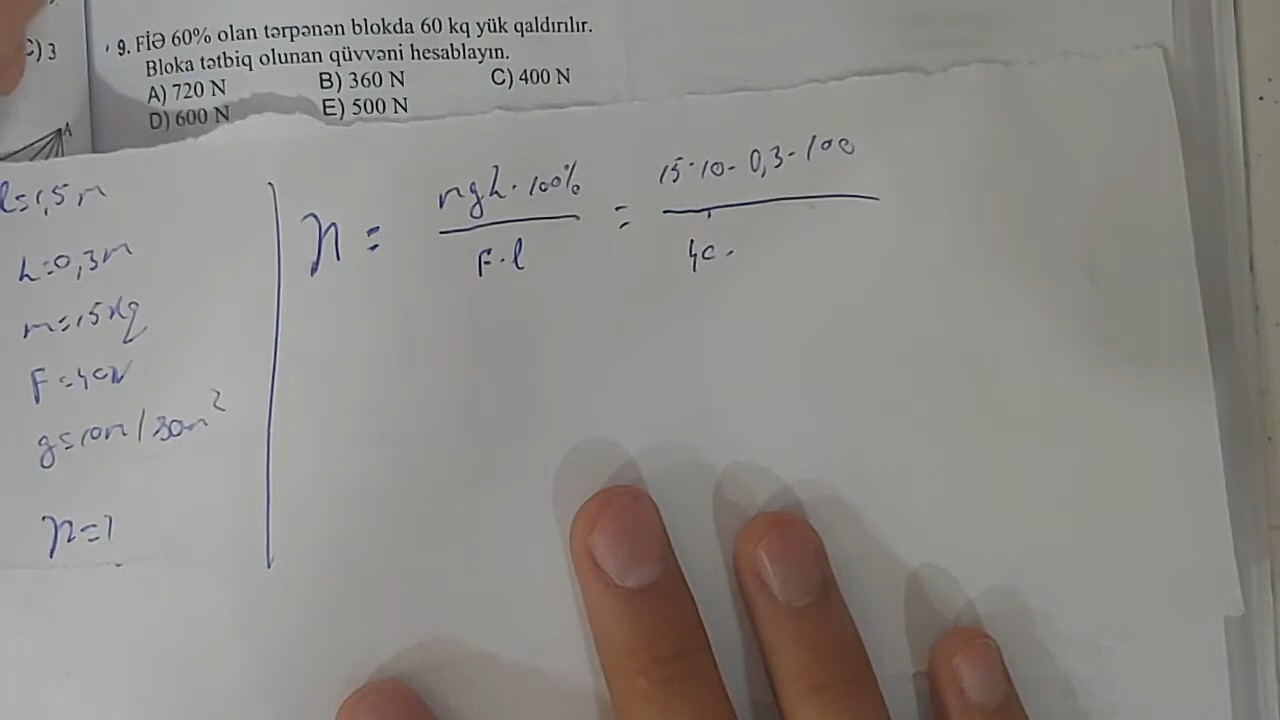 C) 3
9. FİƏ 60% olan tərpənən blokda 60 kq yük qaldırılır.
Bloka tətbiq olunan qüvvəni hesablayın.
A) 720 N B) 360 N C) 400 N
D) 600 N E) 500 N
A
l=1,5m
h=0,3m
m=15kq
F=40N
g=10m/san²
η=?
η = mgh·100% / F·l = 15·10·0,3·100 / 40·